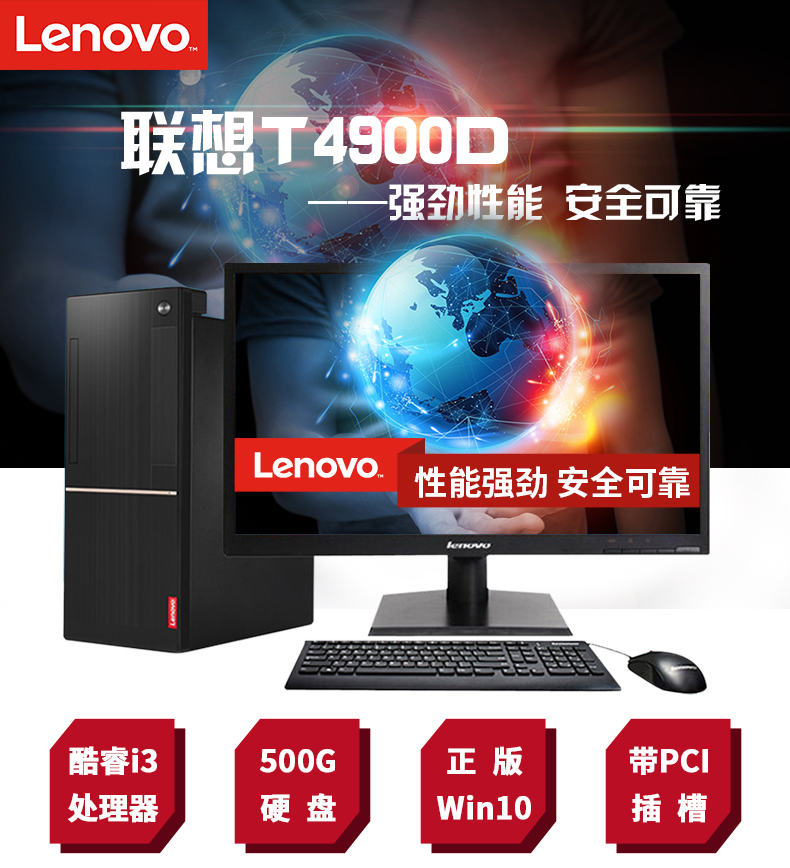 Lenovo™
联想T4900D
——强劲性能 安全可靠
Lenovo™
性能强劲 安全可靠
lenovo
Lenovo
酷睿i3
处理器
500G
硬 盘
正 版
Win10
带PCI
插 槽